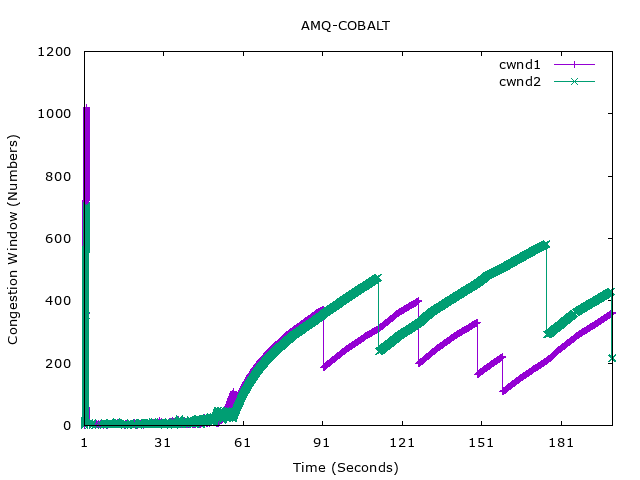 AMQ-COBALT
1200
1000
800
600
400
200
0
Congestion Window (Numbers)
cwnd1
cwnd2
1 31 61 91 121 151 181
Time (Seconds)